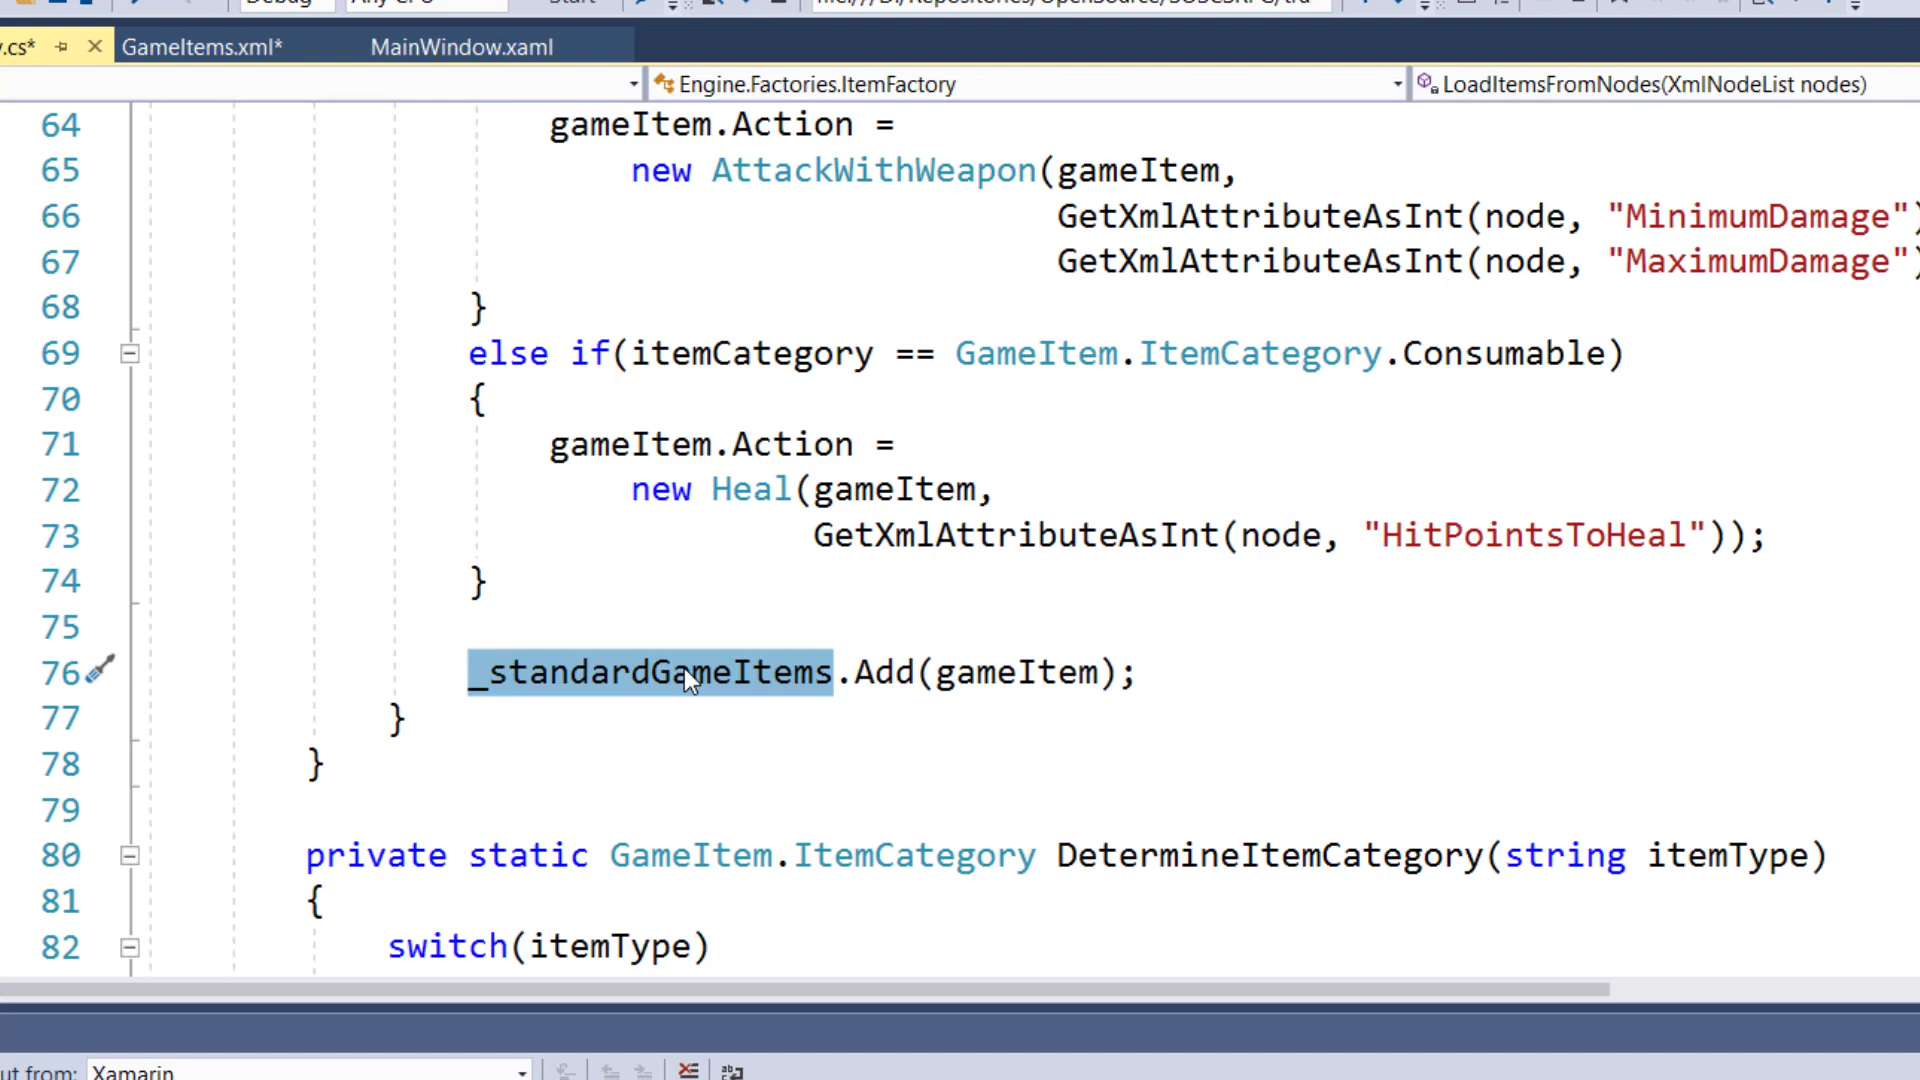 .cs* GameItems.xml* MainWindow.xaml
Engine.Factories.ItemFactory LoadItemsFromNodes(XmlNodeList nodes)
64 gameItem.Action =
65 new AttackWithWeapon(gameItem,
66 GetXmlAttributeAsInt(node, "MinimumDamage")
67 GetXmlAttributeAsInt(node, "MaximumDamage")
68 }
69 else if(itemCategory == GameItem.ItemCategory.Consumable)
70 {
71 gameItem.Action =
72 new Heal(gameItem,
73 GetXmlAttributeAsInt(node, "HitPointsToHeal"));
74 }
75
76 _standardGameItems.Add(gameItem);
77 }
78 }
79
80 private static GameItem.ItemCategory DetermineItemCategory(string itemType)
81 {
82 switch(itemType)
ut from: Xamarin